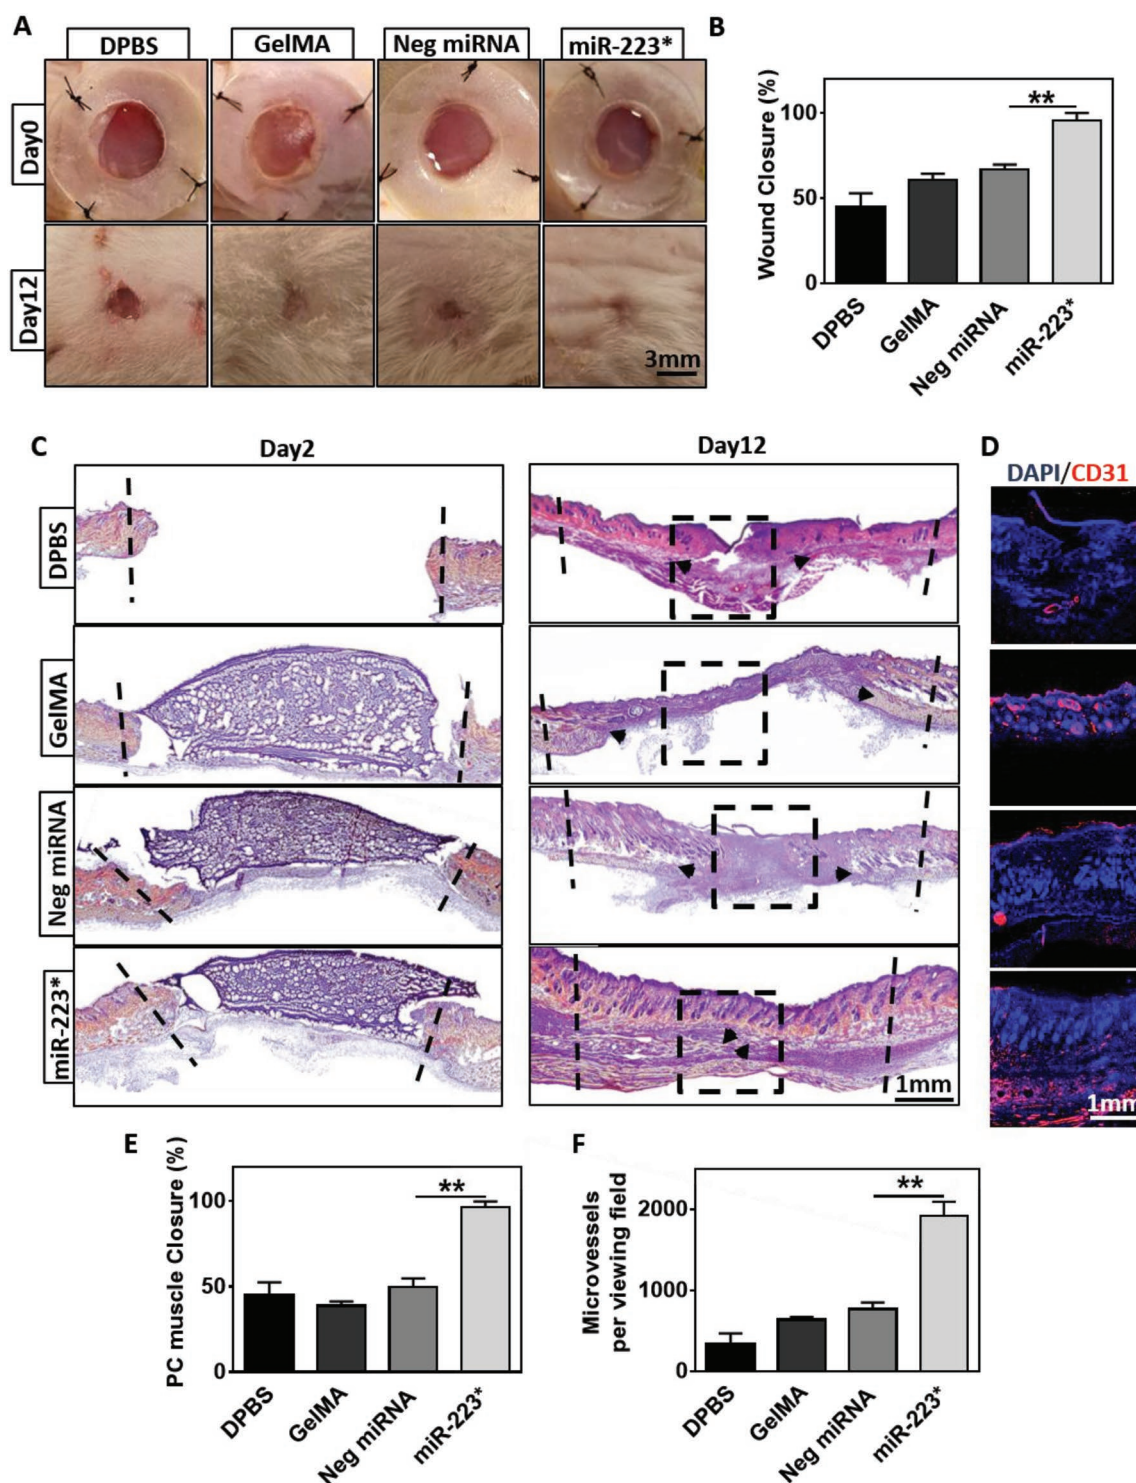 A
DPBS
GelMA
Neg miRNA
miR-223*
Day0
Day12
3mm
B
Wound Closure (%)
100
50
0
**
DPBS
GelMA
Neg miRNA
miR-223*
C
Day2
Day12
DPBS
GelMA
Neg miRNA
miR-223*
1mm
D
DAPI/CD31
1mm
E
PC muscle Closure (%)
100
50
0
**
DPBS
GelMA
Neg miRNA
miR-223*
F
Microvessels
per viewing field
2000
1000
0
**
DPBS
GelMA
Neg miRNA
miR-223*